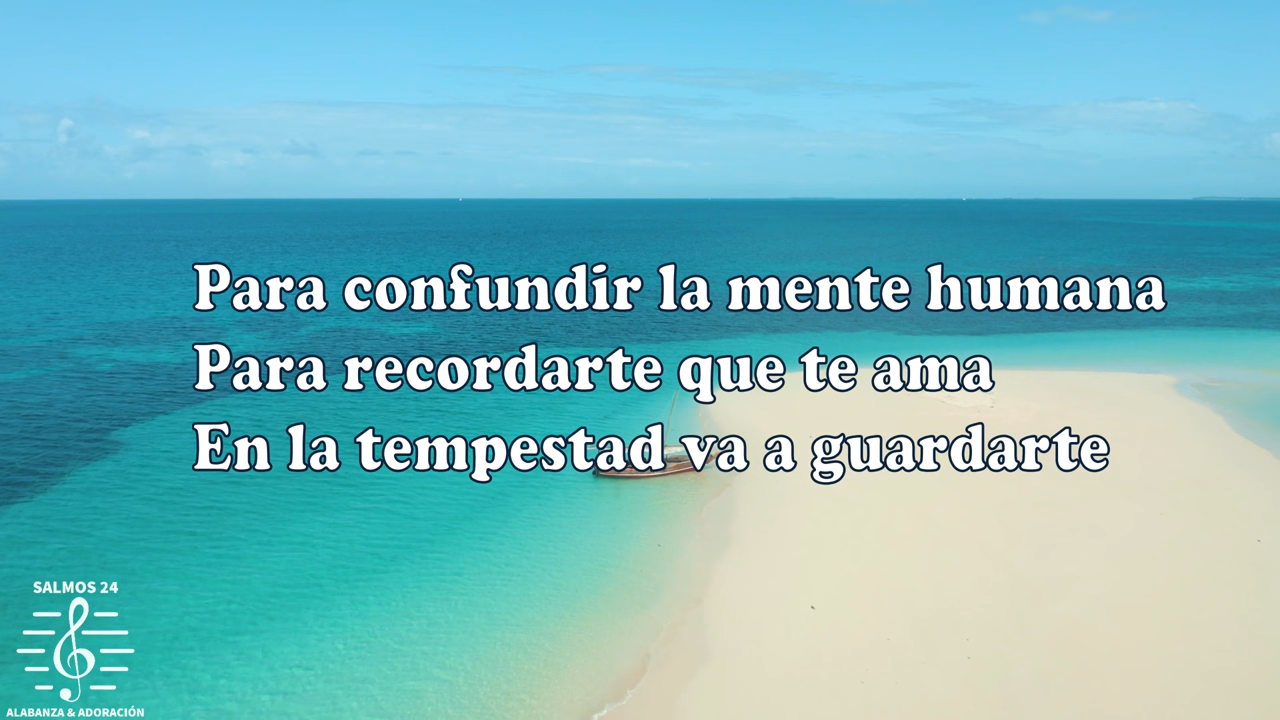 Para confundir la mente humana
Para recordarte que te ama
En la tempestad va a guardarte
SALMOS 24
ALABANZA & ADORACIÓN